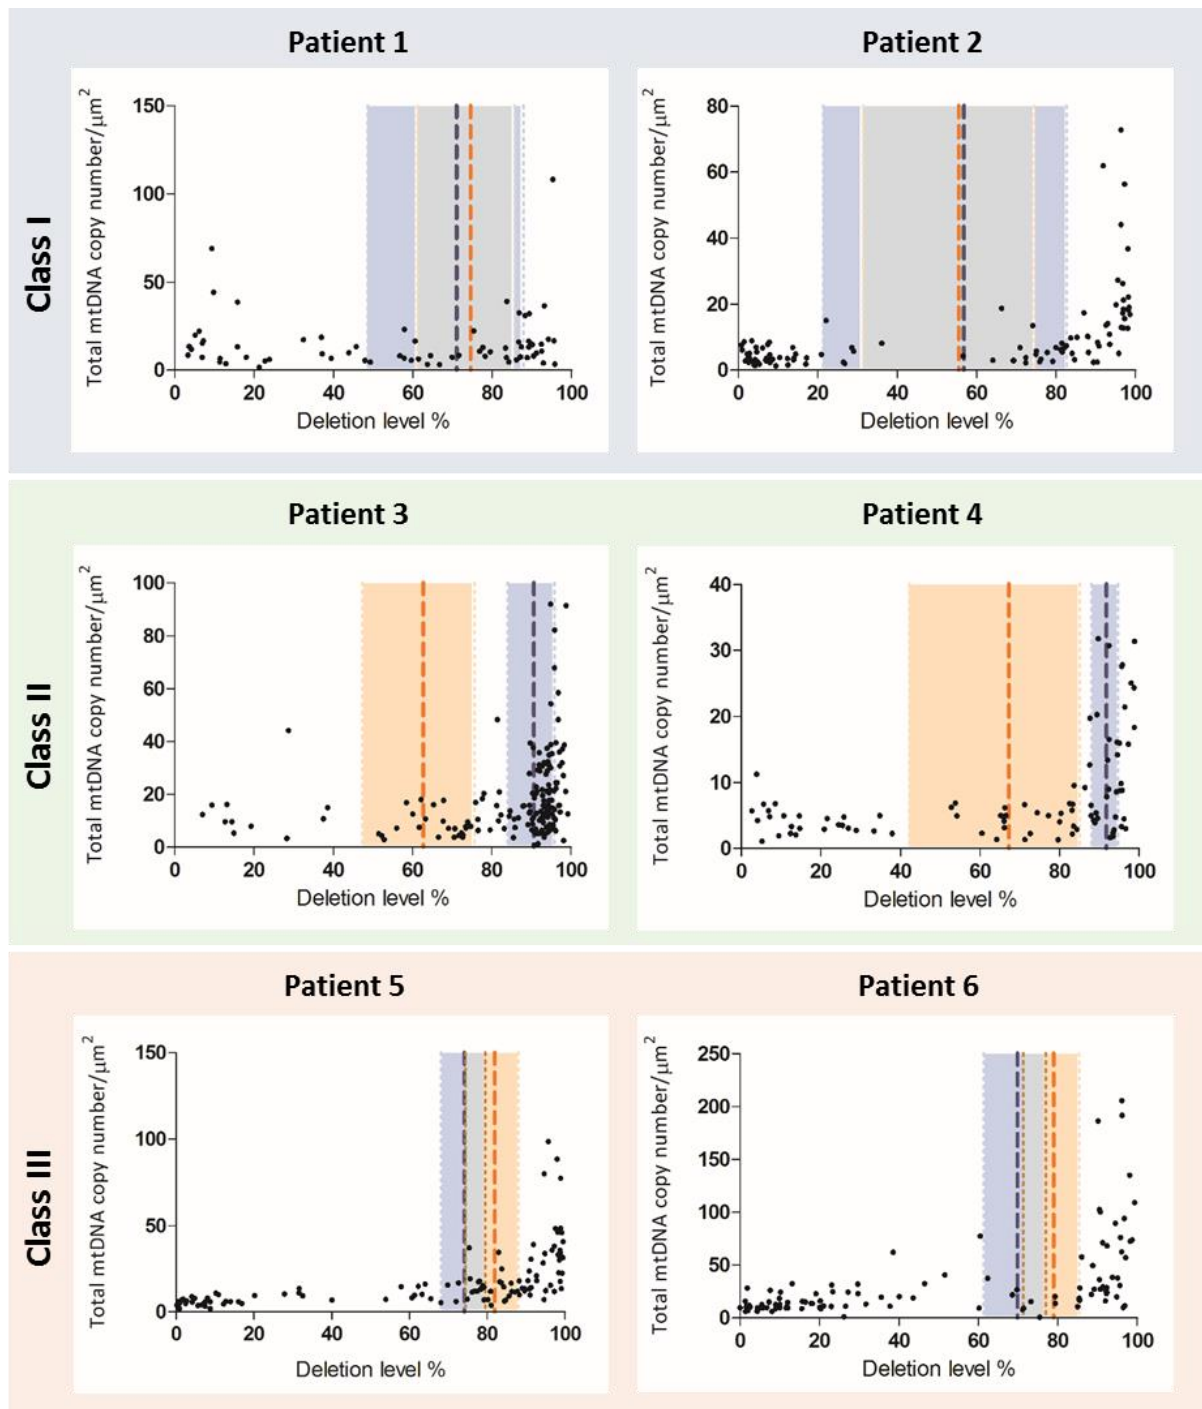 Class I
Patient 1
Total mtDNA copy number/μm²
150
100
50
0
0 20 40 60 80 100
Deletion level %
Patient 2
Total mtDNA copy number/μm²
80
60
40
20
0
0 20 40 60 80 100
Deletion level %
Class II
Patient 3
Total mtDNA copy number/μm²
100
80
60
40
20
0
0 20 40 60 80 100
Deletion level %
Patient 4
Total mtDNA copy number/μm²
40
30
20
10
0
0 20 40 60 80 100
Deletion level %
Class III
Patient 5
Total mtDNA copy number/μm²
150
100
50
0
0 20 40 60 80 100
Deletion level %
Patient 6
Total mtDNA copy number/μm²
250
200
150
100
50
0
0 20 40 60 80 100
Deletion level %